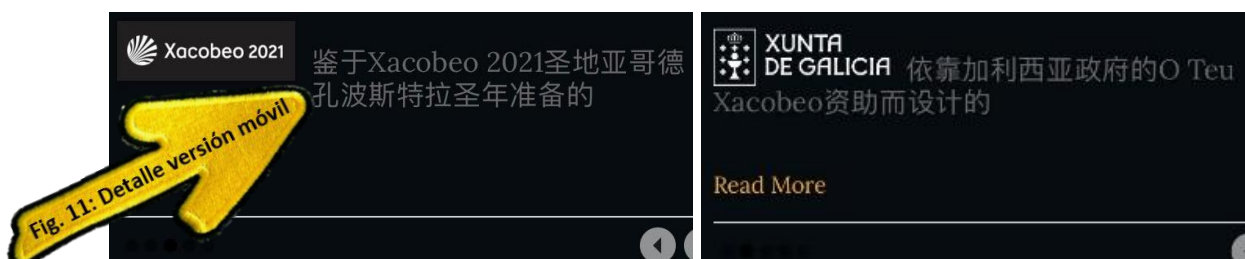 Xacobeo 2021
鉴于Xacobeo 2021圣地亚哥德
孔波斯特拉圣年准备的
Fig. 11: Detalle versión móvil
XUNTA
DE GALICIA 依靠加利西亚政府的O Teu
Xacobeo资助而设计的
Read More